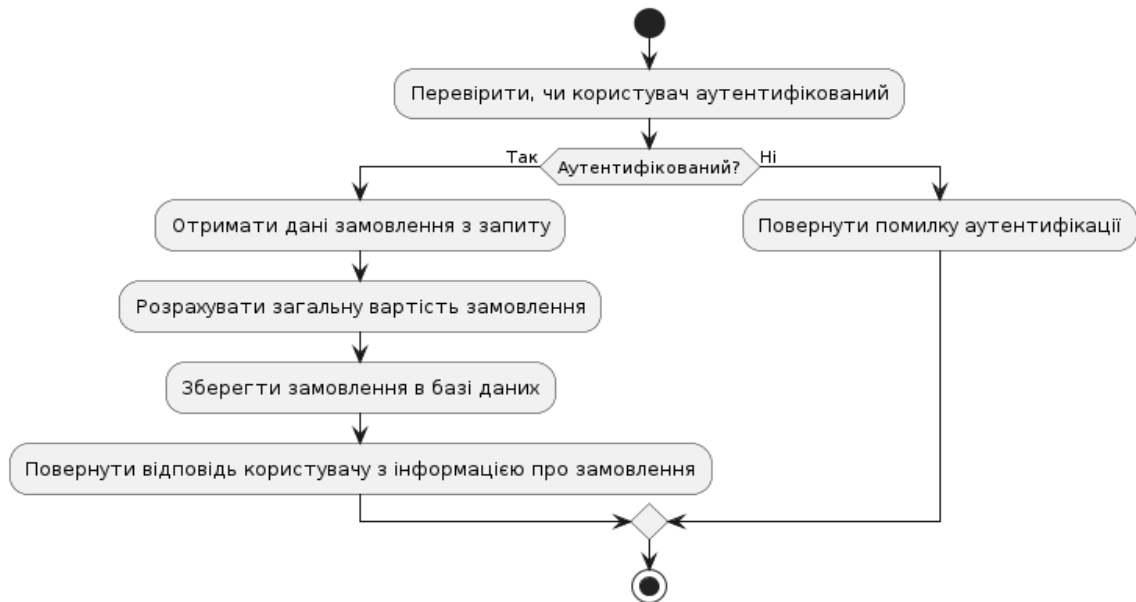 Перевірити, чи користувач аутентифікований
Так
Аутентифікований?
Ні
Отримати дані замовлення з запиту
Повернути помилку аутентифікації
Розрахувати загальну вартість замовлення
Зберегти замовлення в базі даних
Повернути відповідь користувачу з інформацією про замовлення